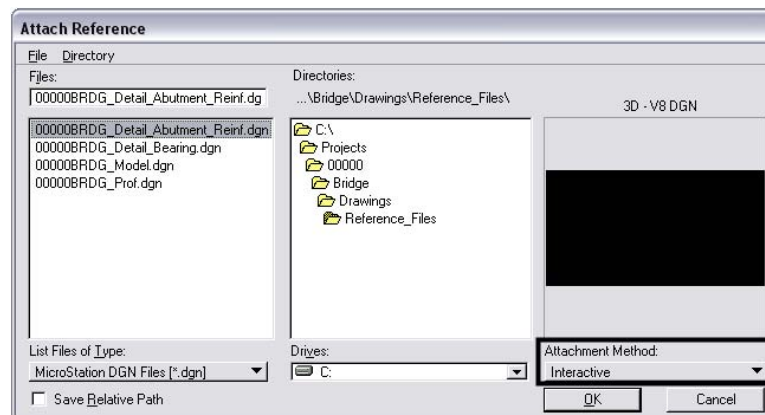 Attach Reference
File Directory
Files:
00000BRDG_Detail_Abutment_Reinf.dg
00000BRDG_Detail_Abutment_Reinf.dgn
00000BRDG_Detail_Bearing.dgn
00000BRDG_Model.dgn
00000BRDG_Prof.dgn
List Files of Type:
MicroStation DGN Files [*.dgn]
Save Relative Path
Directories:
...\Bridge\Drawings\Reference_Files\
C:\
Projects
00000
Bridge
Drawings
Reference_Files
Drives:
C:
3D - V8 DGN
Attachment Method:
Interactive
OK Cancel